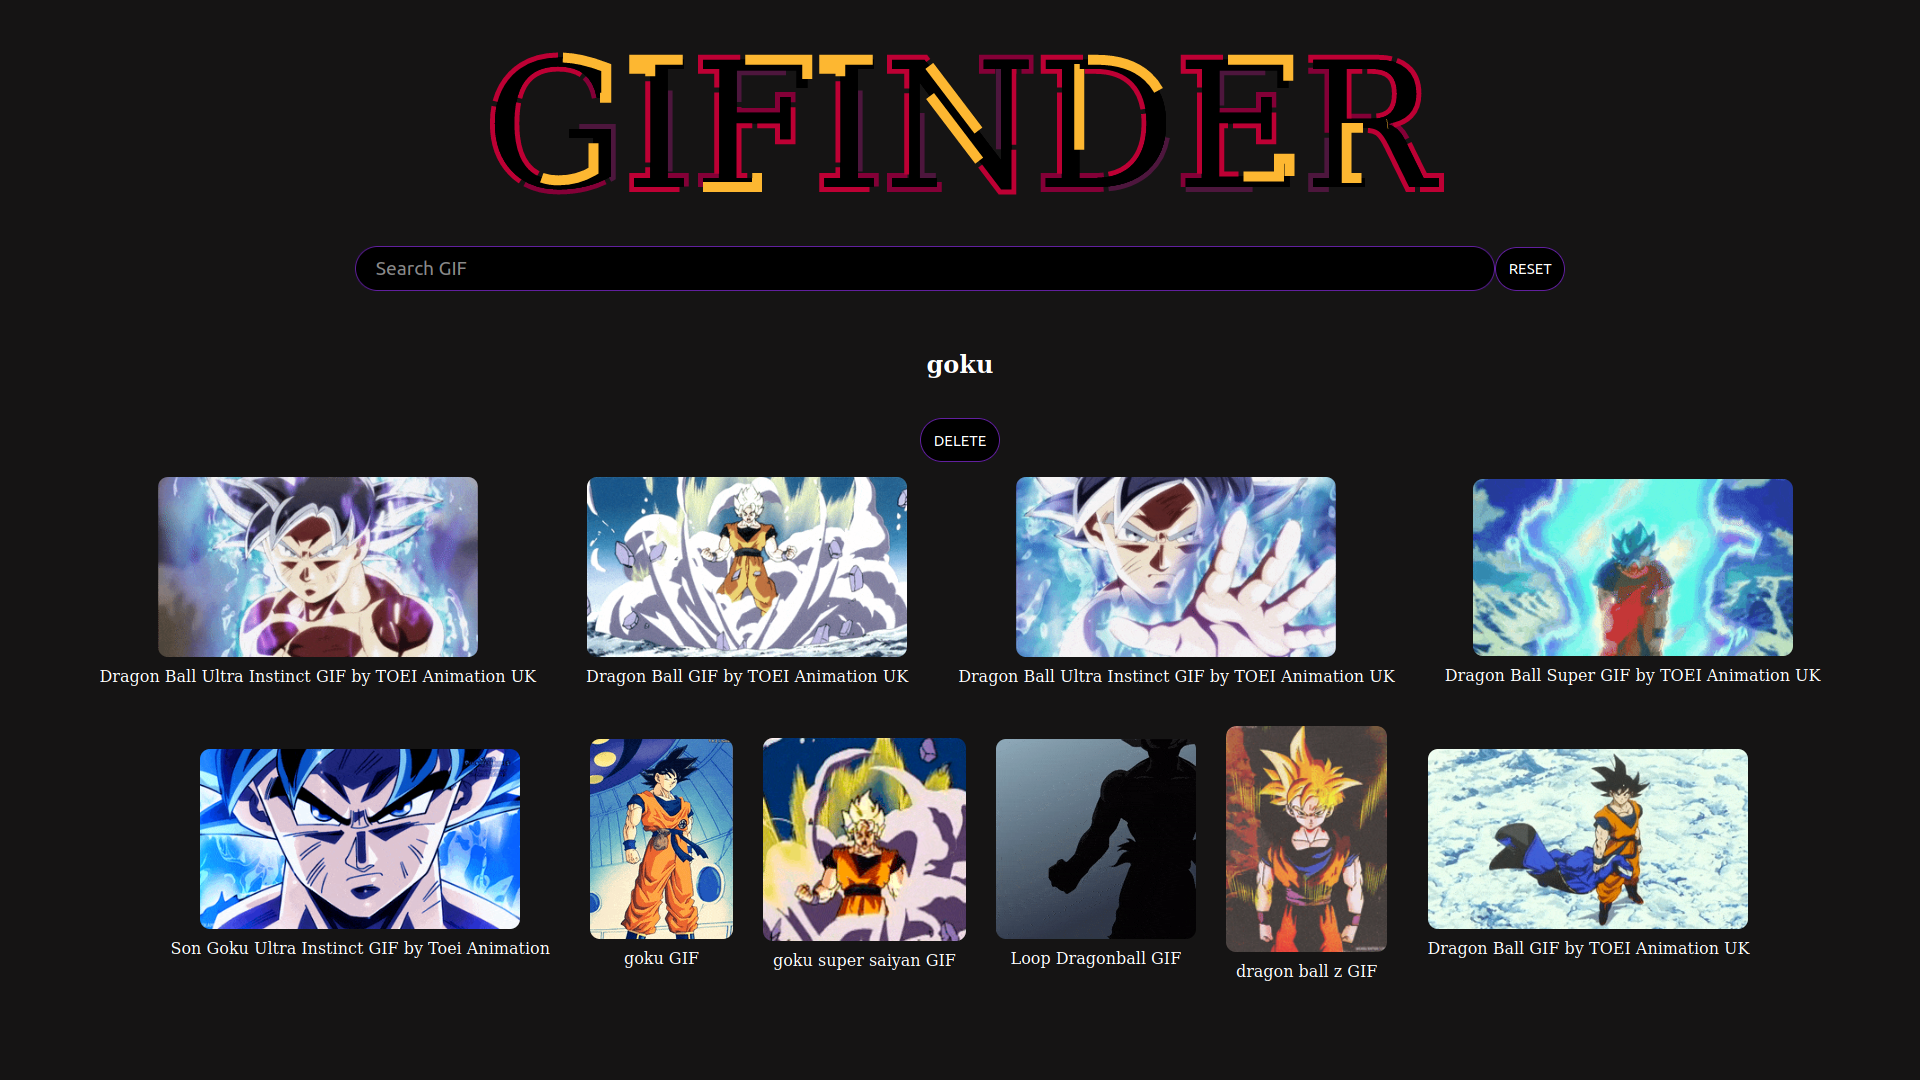 GIFINDER
Search GIF
RESET
goku
DELETE
Dragon Ball Ultra Instinct GIF by TOEI Animation UK
Dragon Ball GIF by TOEI Animation UK
Dragon Ball Ultra Instinct GIF by TOEI Animation UK
Dragon Ball Super GIF by TOEI Animation UK
Son Goku Ultra Instinct GIF by Toei Animation
goku GIF
goku super saiyan GIF
Loop Dragonball GIF
dragon ball z GIF
Dragon Ball GIF by TOEI Animation UK